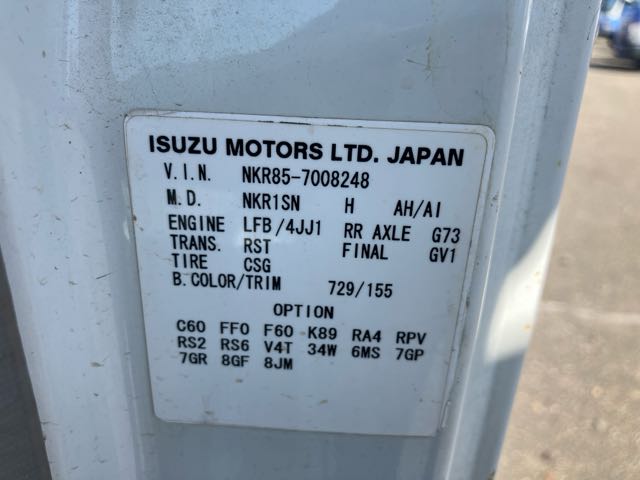 ISUZU MOTORS LTD. JAPAN
V.I.N. NKR85-7008248
M.D. NKR1SN H AH/AI
ENGINE LFB/4JJ1 RR AXLE G73
TRANS. RST FINAL GV1
TIRE CSG
B.COLOR/TRIM 729/155
OPTION
C60 FF0 F60 K89 RA4 RPV
RS2 RS6 V4T 34W 6MS 7GP
7GR 8GF 8JM